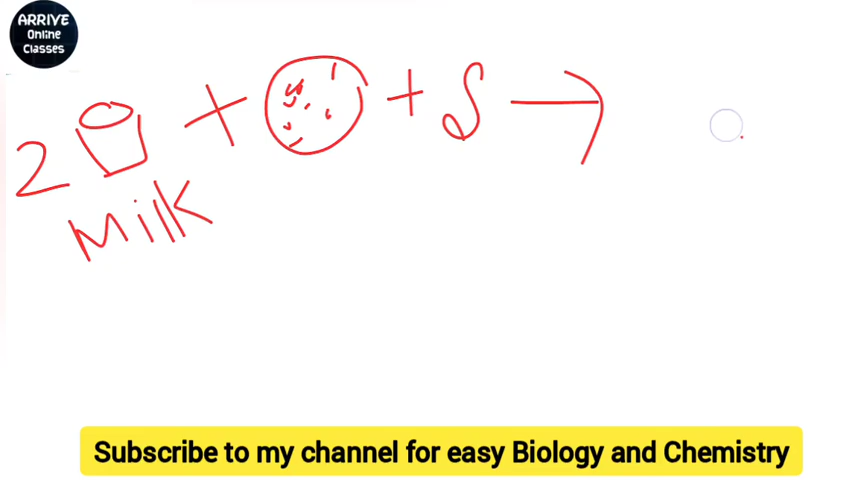 ARRIVE
Online
Classes
2 + + S →
Milk
Subscribe to my channel for easy Biology and Chemistry